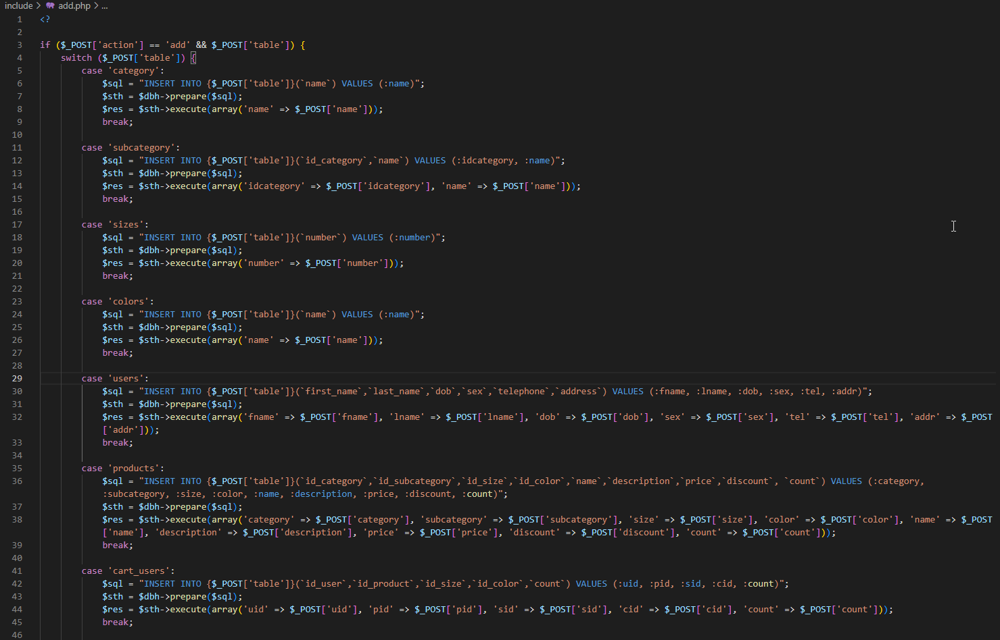 include > add.php > ...
1 <?
2
3 if ($_POST['action'] == 'add' && $_POST['table']) {
4 switch ($_POST['table']) {
5 case 'category':
6 $sql = "INSERT INTO {$_POST['table']}(`name`) VALUES (:name)";
7 $sth = $dbh->prepare($sql);
8 $res = $sth->execute(array('name' => $_POST['name']));
9 break;
10
11 case 'subcategory':
12 $sql = "INSERT INTO {$_POST['table']}(`id_category`,`name`) VALUES (:idcategory, :name)";
13 $sth = $dbh->prepare($sql);
14 $res = $sth->execute(array('idcategory' => $_POST['idcategory'], 'name' => $_POST['name']));
15 break;
16
17 case 'sizes':
18 $sql = "INSERT INTO {$_POST['table']}(`number`) VALUES (:number)";
19 $sth = $dbh->prepare($sql);
20 $res = $sth->execute(array('number' => $_POST['number']));
21 break;
22
23 case 'colors':
24 $sql = "INSERT INTO {$_POST['table']}(`name`) VALUES (:name)";
25 $sth = $dbh->prepare($sql);
26 $res = $sth->execute(array('name' => $_POST['name']));
27 break;
28
29 case 'users':
30 $sql = "INSERT INTO {$_POST['table']}(`first_name`,`last_name`,`dob`,`sex`,`telephone`,`address`) VALUES (:fname, :lname, :dob, :sex, :tel, :addr)";
31 $sth = $dbh->prepare($sql);
32 $res = $sth->execute(array('fname' => $_POST['fname'], 'lname' => $_POST['lname'], 'dob' => $_POST['dob'], 'sex' => $_POST['sex'], 'tel' => $_POST['tel'], 'addr' => $_POST
['addr']));
33 break;
34
35 case 'products':
36 $sql = "INSERT INTO {$_POST['table']}(`id_category`,`id_subcategory`,`id_size`,`id_color`,`name`,`description`,`price`,`discount`, `count`) VALUES (:category,
:subcategory, :size, :color, :name, :description, :price, :discount, :count)";
37 $sth = $dbh->prepare($sql);
38 $res = $sth->execute(array('category' => $_POST['category'], 'subcategory' => $_POST['subcategory'], 'size' => $_POST['size'], 'color' => $_POST['color'], 'name' => $_POST
['name'], 'description' => $_POST['description'], 'price' => $_POST['price'], 'discount' => $_POST['discount'], 'count' => $_POST['count']));
39 break;
40
41 case 'cart_users':
42 $sql = "INSERT INTO {$_POST['table']}(`id_user`,`id_product`,`id_size`,`id_color`,`count`) VALUES (:uid, :pid, :sid, :cid, :count)";
43 $sth = $dbh->prepare($sql);
44 $res = $sth->execute(array('uid' => $_POST['uid'], 'pid' => $_POST['pid'], 'sid' => $_POST['sid'], 'cid' => $_POST['cid'], 'count' => $_POST['count']));
45 break;
46